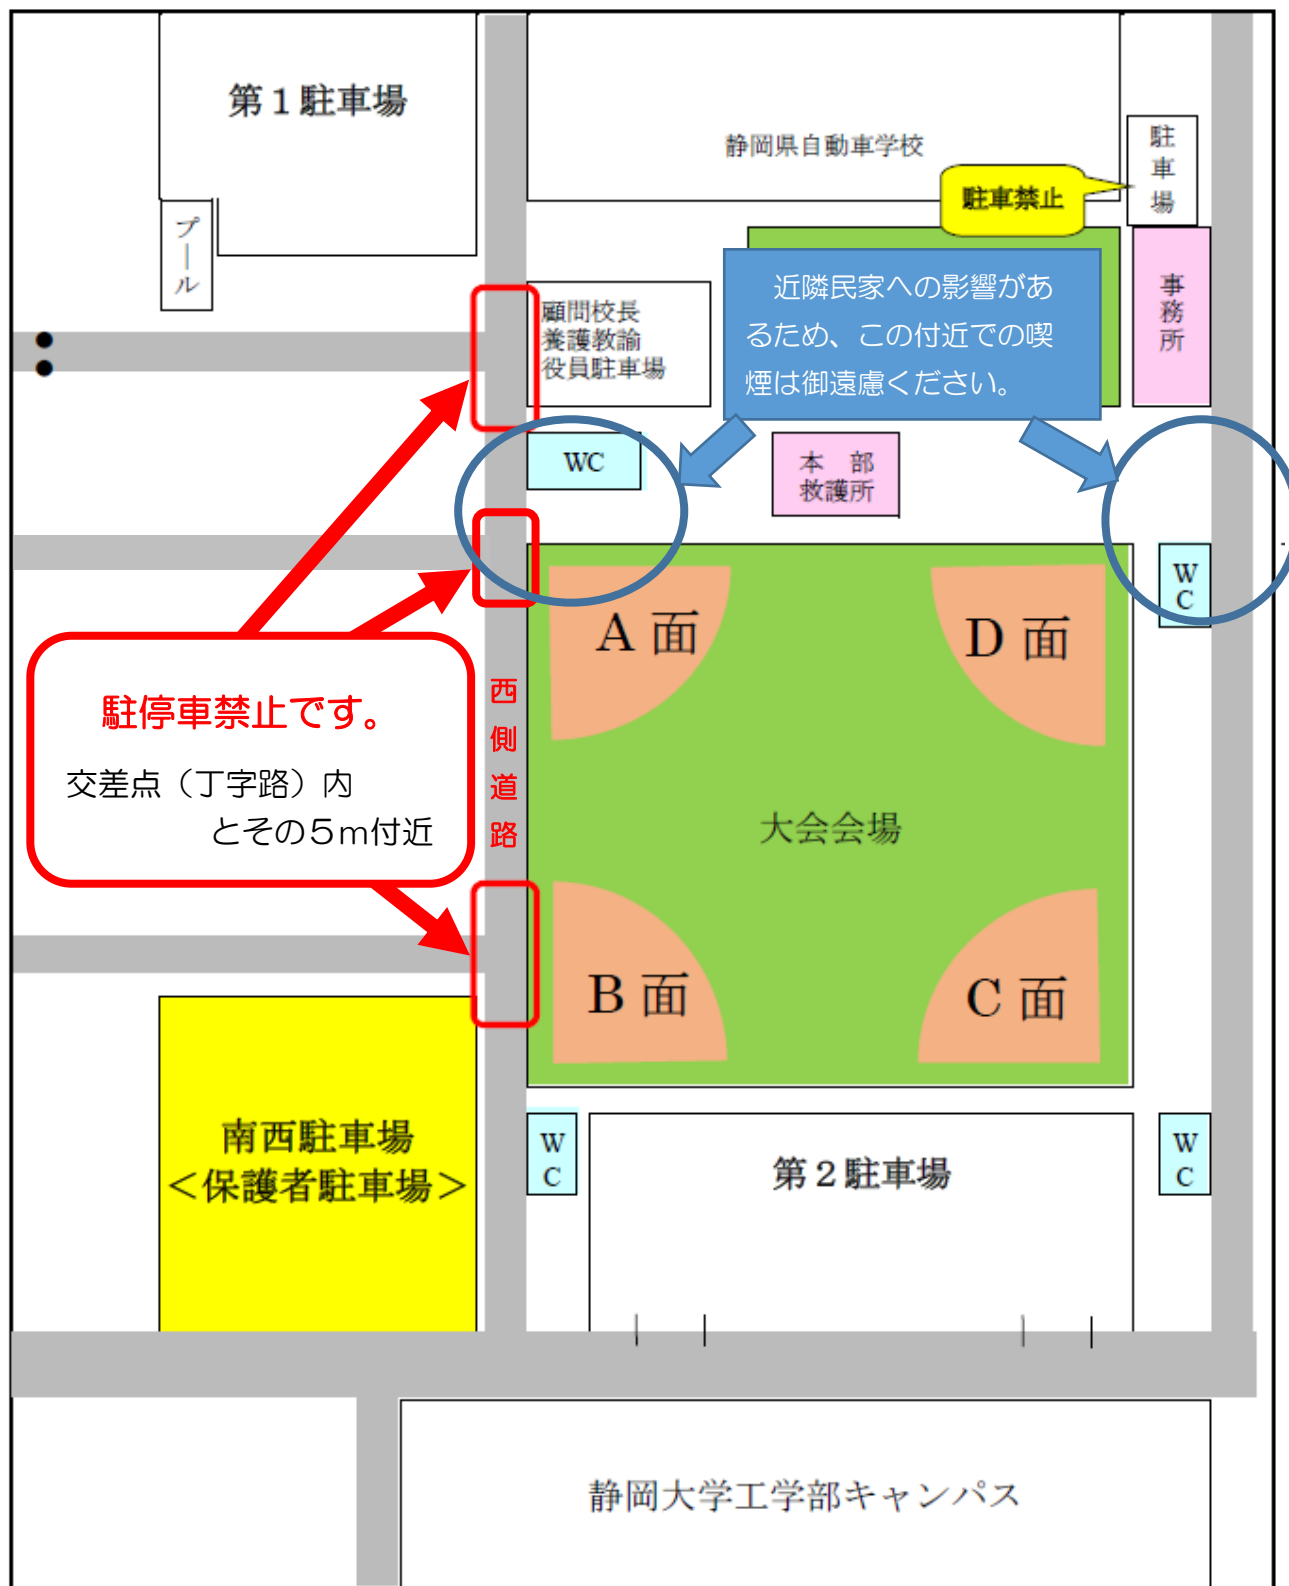 第１駐車場
静岡県自動車学校
駐車場
駐車禁止
プール
近隣民家への影響があ
るため、この付近での喫
煙は御遠慮ください。
事務所
顧問校長
養護教諭
役員駐車場
WC
本　部
救護所
WC
A 面
D 面
駐停車禁止です。
交差点（丁字路）内
とその５ｍ付近
西側道路
大会会場
B 面
C 面
南西駐車場
＜保護者駐車場＞
WC
第２駐車場
WC
静岡大学工学部キャンパス